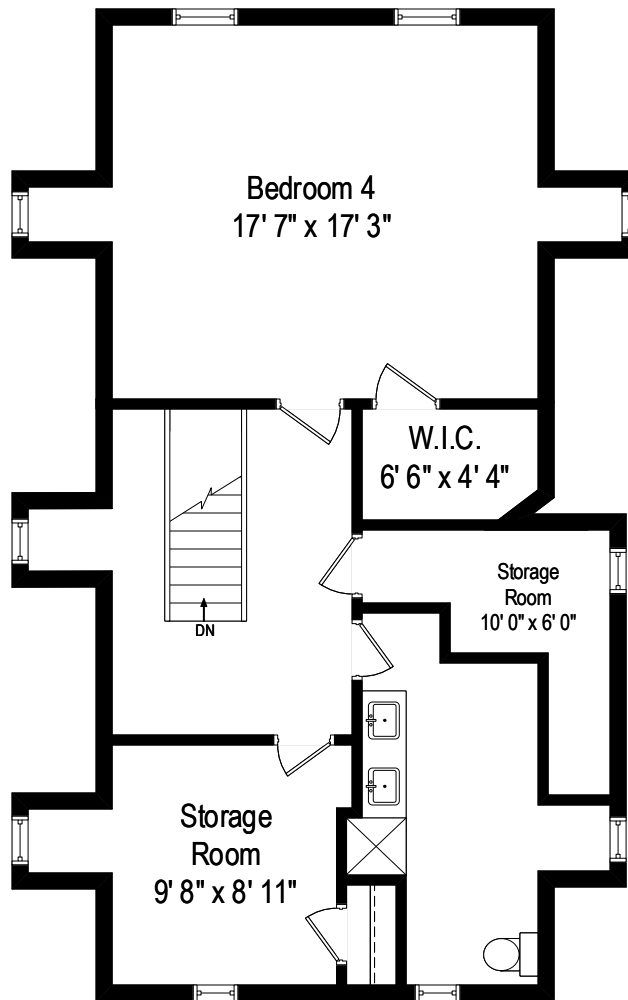 Bedroom 4
17' 7" x 17' 3"
W.I.C.
6' 6" x 4' 4"
Storage
Room
10' 0" x 6' 0"
DN
Storage
Room
9' 8" x 8' 11"